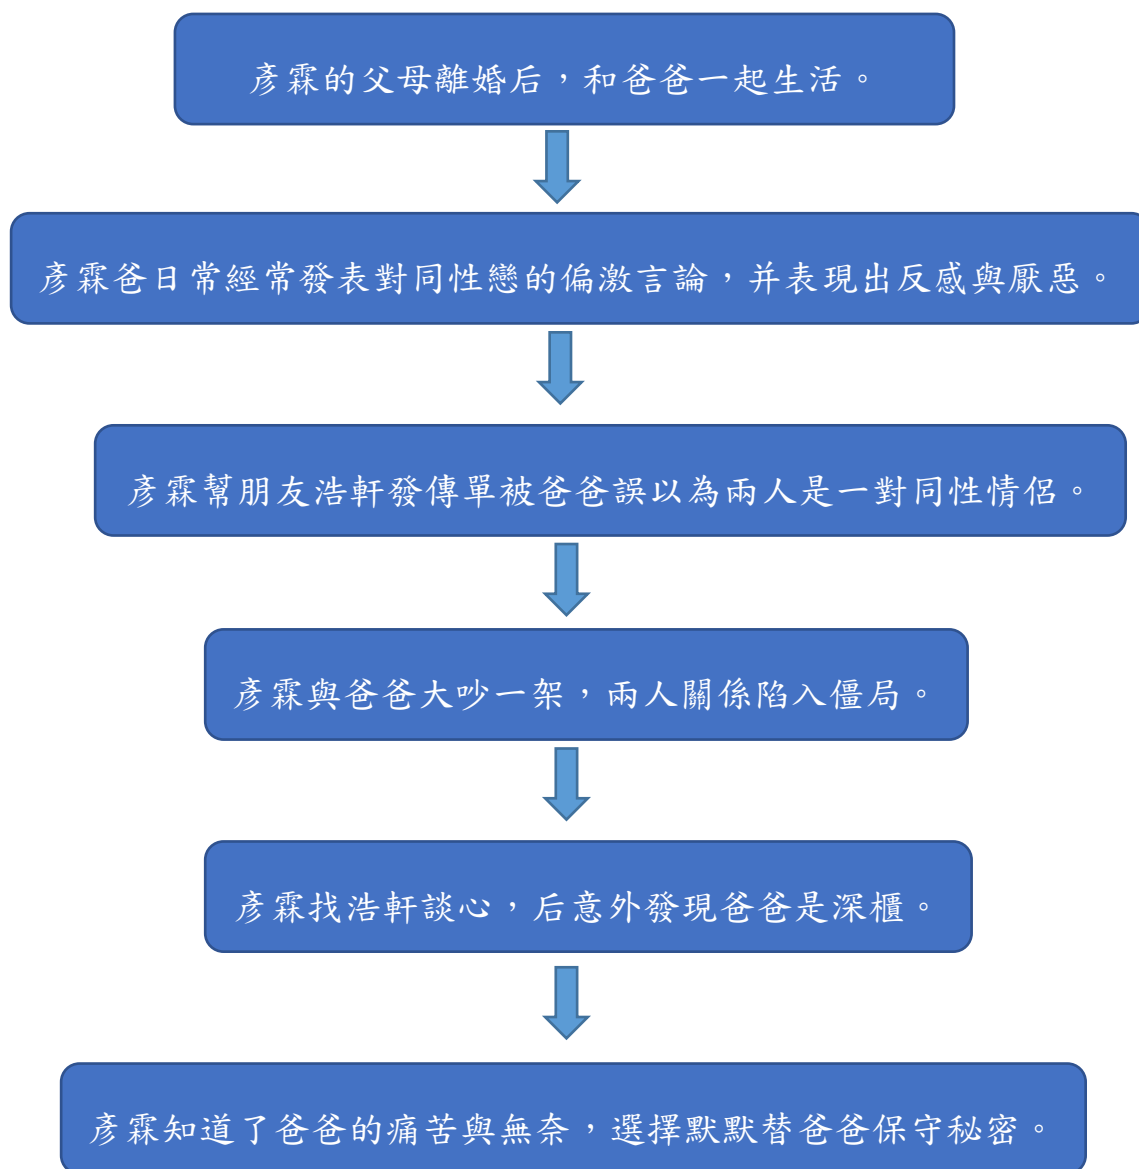 彥霖的父母離婚后，和爸爸一起生活。
彥霖爸日常經常發表對同性戀的偏激言論，并表現出反感與厭惡。
彥霖幫朋友浩軒發傳單被爸爸誤以為兩人是一對同性情侶。
彥霖與爸爸大吵一架，兩人關係陷入僵局。
彥霖找浩軒談心，后意外發現爸爸是深櫃。
彥霖知道了爸爸的痛苦與無奈，選擇默默替爸爸保守秘密。